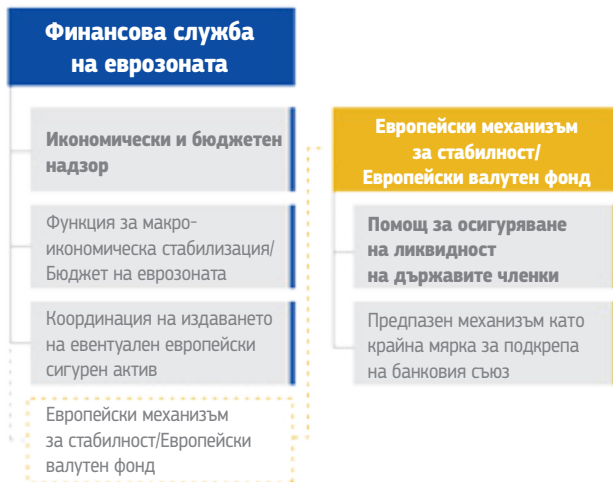 Финансова служба
на еврозоната
Икономически и бюджетен
надзор
Функция за макро-
икономическа стабилизация/
Бюджет на еврозоната
Координация на издаването
на евентуален европейски
сигурен актив
Европейски механизъм
за стабилност/Европейски
валутен фонд
Европейски механизъм
за стабилност/
Европейски валутен фонд
Помощ за осигуряване
на ликвидност
на държавите членки
Предпазен механизъм като
крайна мярка за подкрепа
на банковия съюз